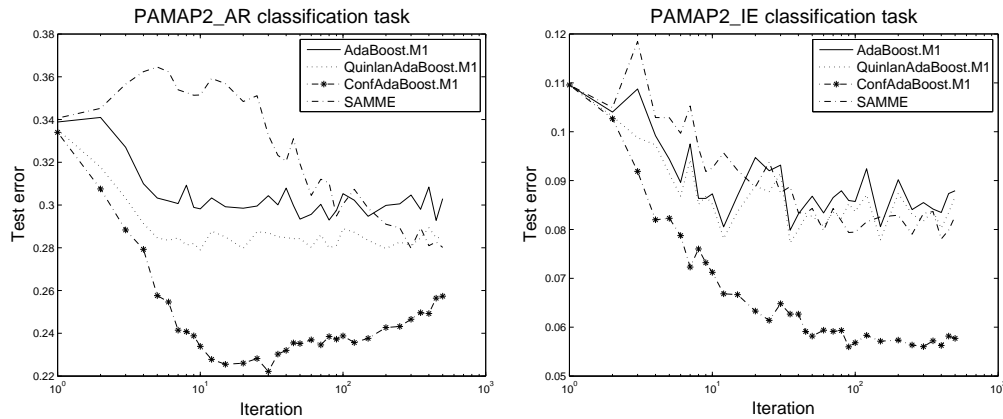 PAMAP2_AR classification task
0.38
0.36
0.34
0.32
0.3
0.28
0.26
0.24
0.22
Test error
10^0
10^1
10^2
10^3
Iteration
AdaBoost.M1
QuinlanAdaBoost.M1
ConfAdaBoost.M1
SAMME
PAMAP2_IE classification task
0.12
0.11
0.1
0.09
0.08
0.07
0.06
0.05
Test error
10^0
10^1
10^2
10^3
Iteration
AdaBoost.M1
QuinlanAdaBoost.M1
ConfAdaBoost.M1
SAMME